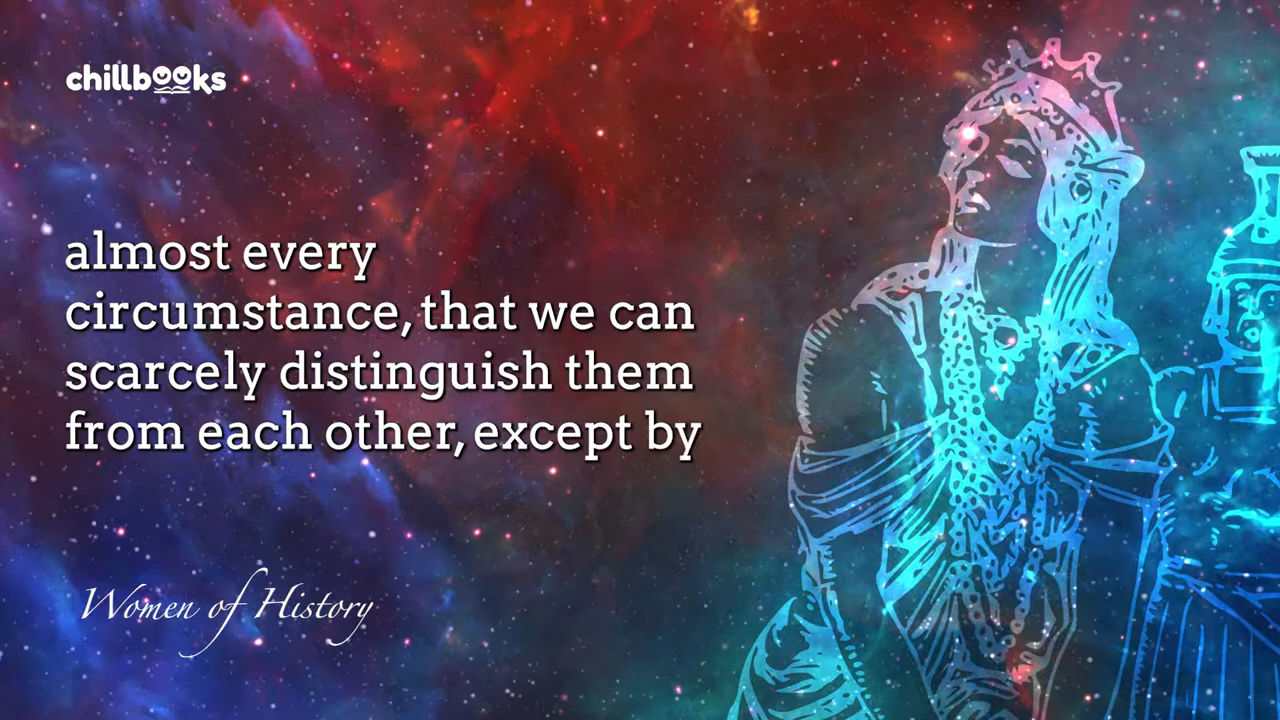 chillbooks
almost every
circumstance, that we can
scarcely distinguish them
from each other, except by
Women of History